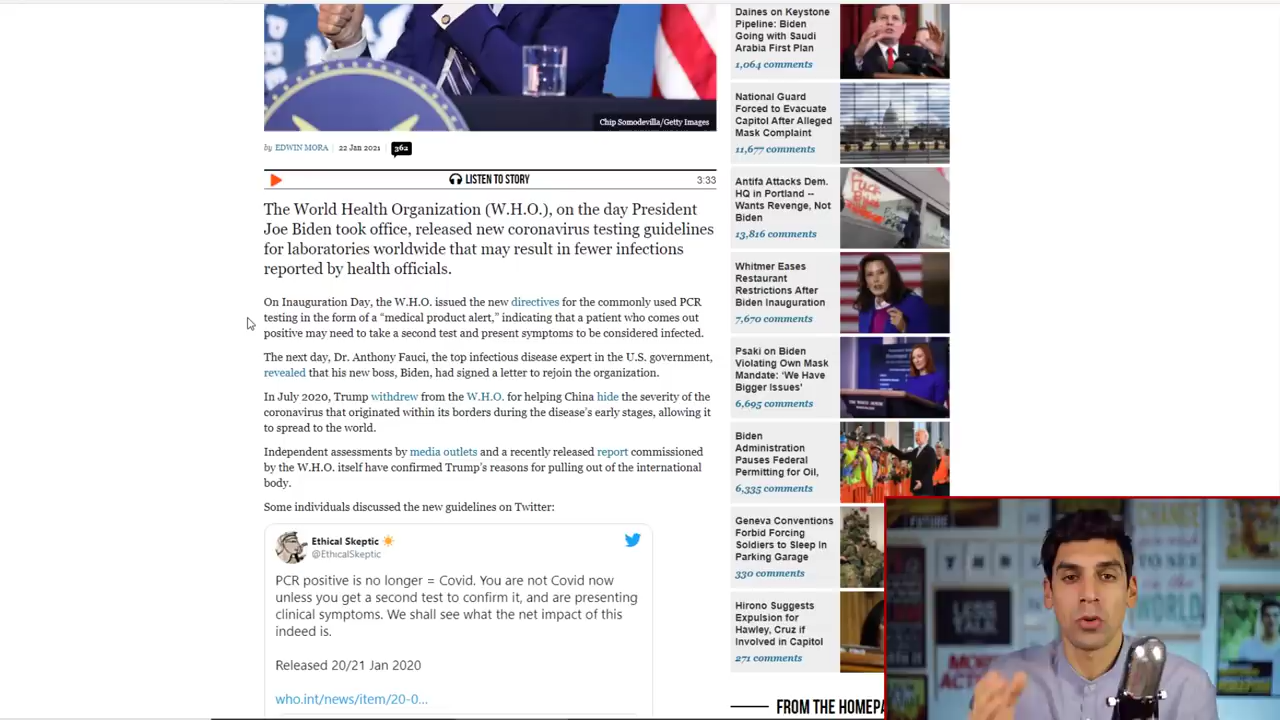 Chip Somodevilla/Getty Images
by EDWIN MORA 22 Jan 2021 362
LISTEN TO STORY 3:33
The World Health Organization (W.H.O.), on the day President
Joe Biden took office, released new coronavirus testing guidelines
for laboratories worldwide that may result in fewer infections
reported by health officials.
On Inauguration Day, the W.H.O. issued the new directives for the commonly used PCR
testing in the form of a “medical product alert,” indicating that a patient who comes out
positive may need to take a second test and present symptoms to be considered infected.
The next day, Dr. Anthony Fauci, the top infectious disease expert in the U.S. government,
revealed that his new boss, Biden, had signed a letter to rejoin the organization.
In July 2020, Trump withdrew from the W.H.O. for helping China hide the severity of the
coronavirus that originated within its borders during the disease’s early stages, allowing it
to spread to the world.
Independent assessments by media outlets and a recently released report commissioned
by the W.H.O. itself have confirmed Trump’s reasons for pulling out of the international
body.
Some individuals discussed the new guidelines on Twitter:
Ethical Skeptic
@EthicalSkeptic
PCR positive is no longer = Covid. You are not Covid now
unless you get a second test to confirm it, and are presenting
clinical symptoms. We shall see what the net impact of this
indeed is.
Released 20/21 Jan 2020
who.int/news/item/20-0...
Daines on Keystone
Pipeline: Biden
Going with Saudi
Arabia First Plan
1,064 comments
National Guard
Forced to Evacuate
Capitol After Alleged
Mask Complaint
11,677 comments
Antifa Attacks Dem.
HQ in Portland --
Wants Revenge, Not
Biden
13,816 comments
Whitmer Eases
Restaurant
Restrictions After
Biden Inauguration
7,670 comments
Psaki on Biden
Violating Own Mask
Mandate: ‘We Have
Bigger Issues’
6,695 comments
Biden
Administration
Pauses Federal
Permitting for Oil,
6,335 comments
Geneva Conventions
Forbid Forcing
Soldiers to Sleep In
Parking Garage
330 comments
Hirono Suggests
Expulsion for
Hawley, Cruz if
Involved in Capitol
271 comments
FROM THE HOMEPA